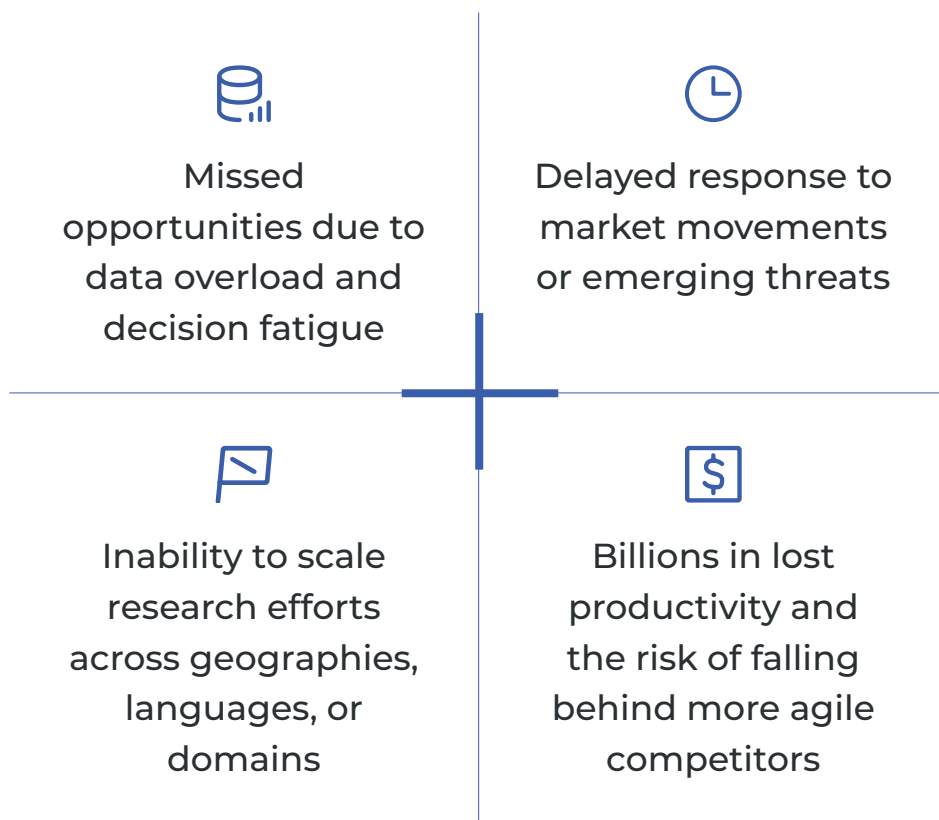 Missed
opportunities due to
data overload and
decision fatigue
Delayed response to
market movements
or emerging threats
Inability to scale
research efforts
across geographies,
languages, or
domains
$
Billions in lost
productivity and
the risk of falling
behind more agile
competitors